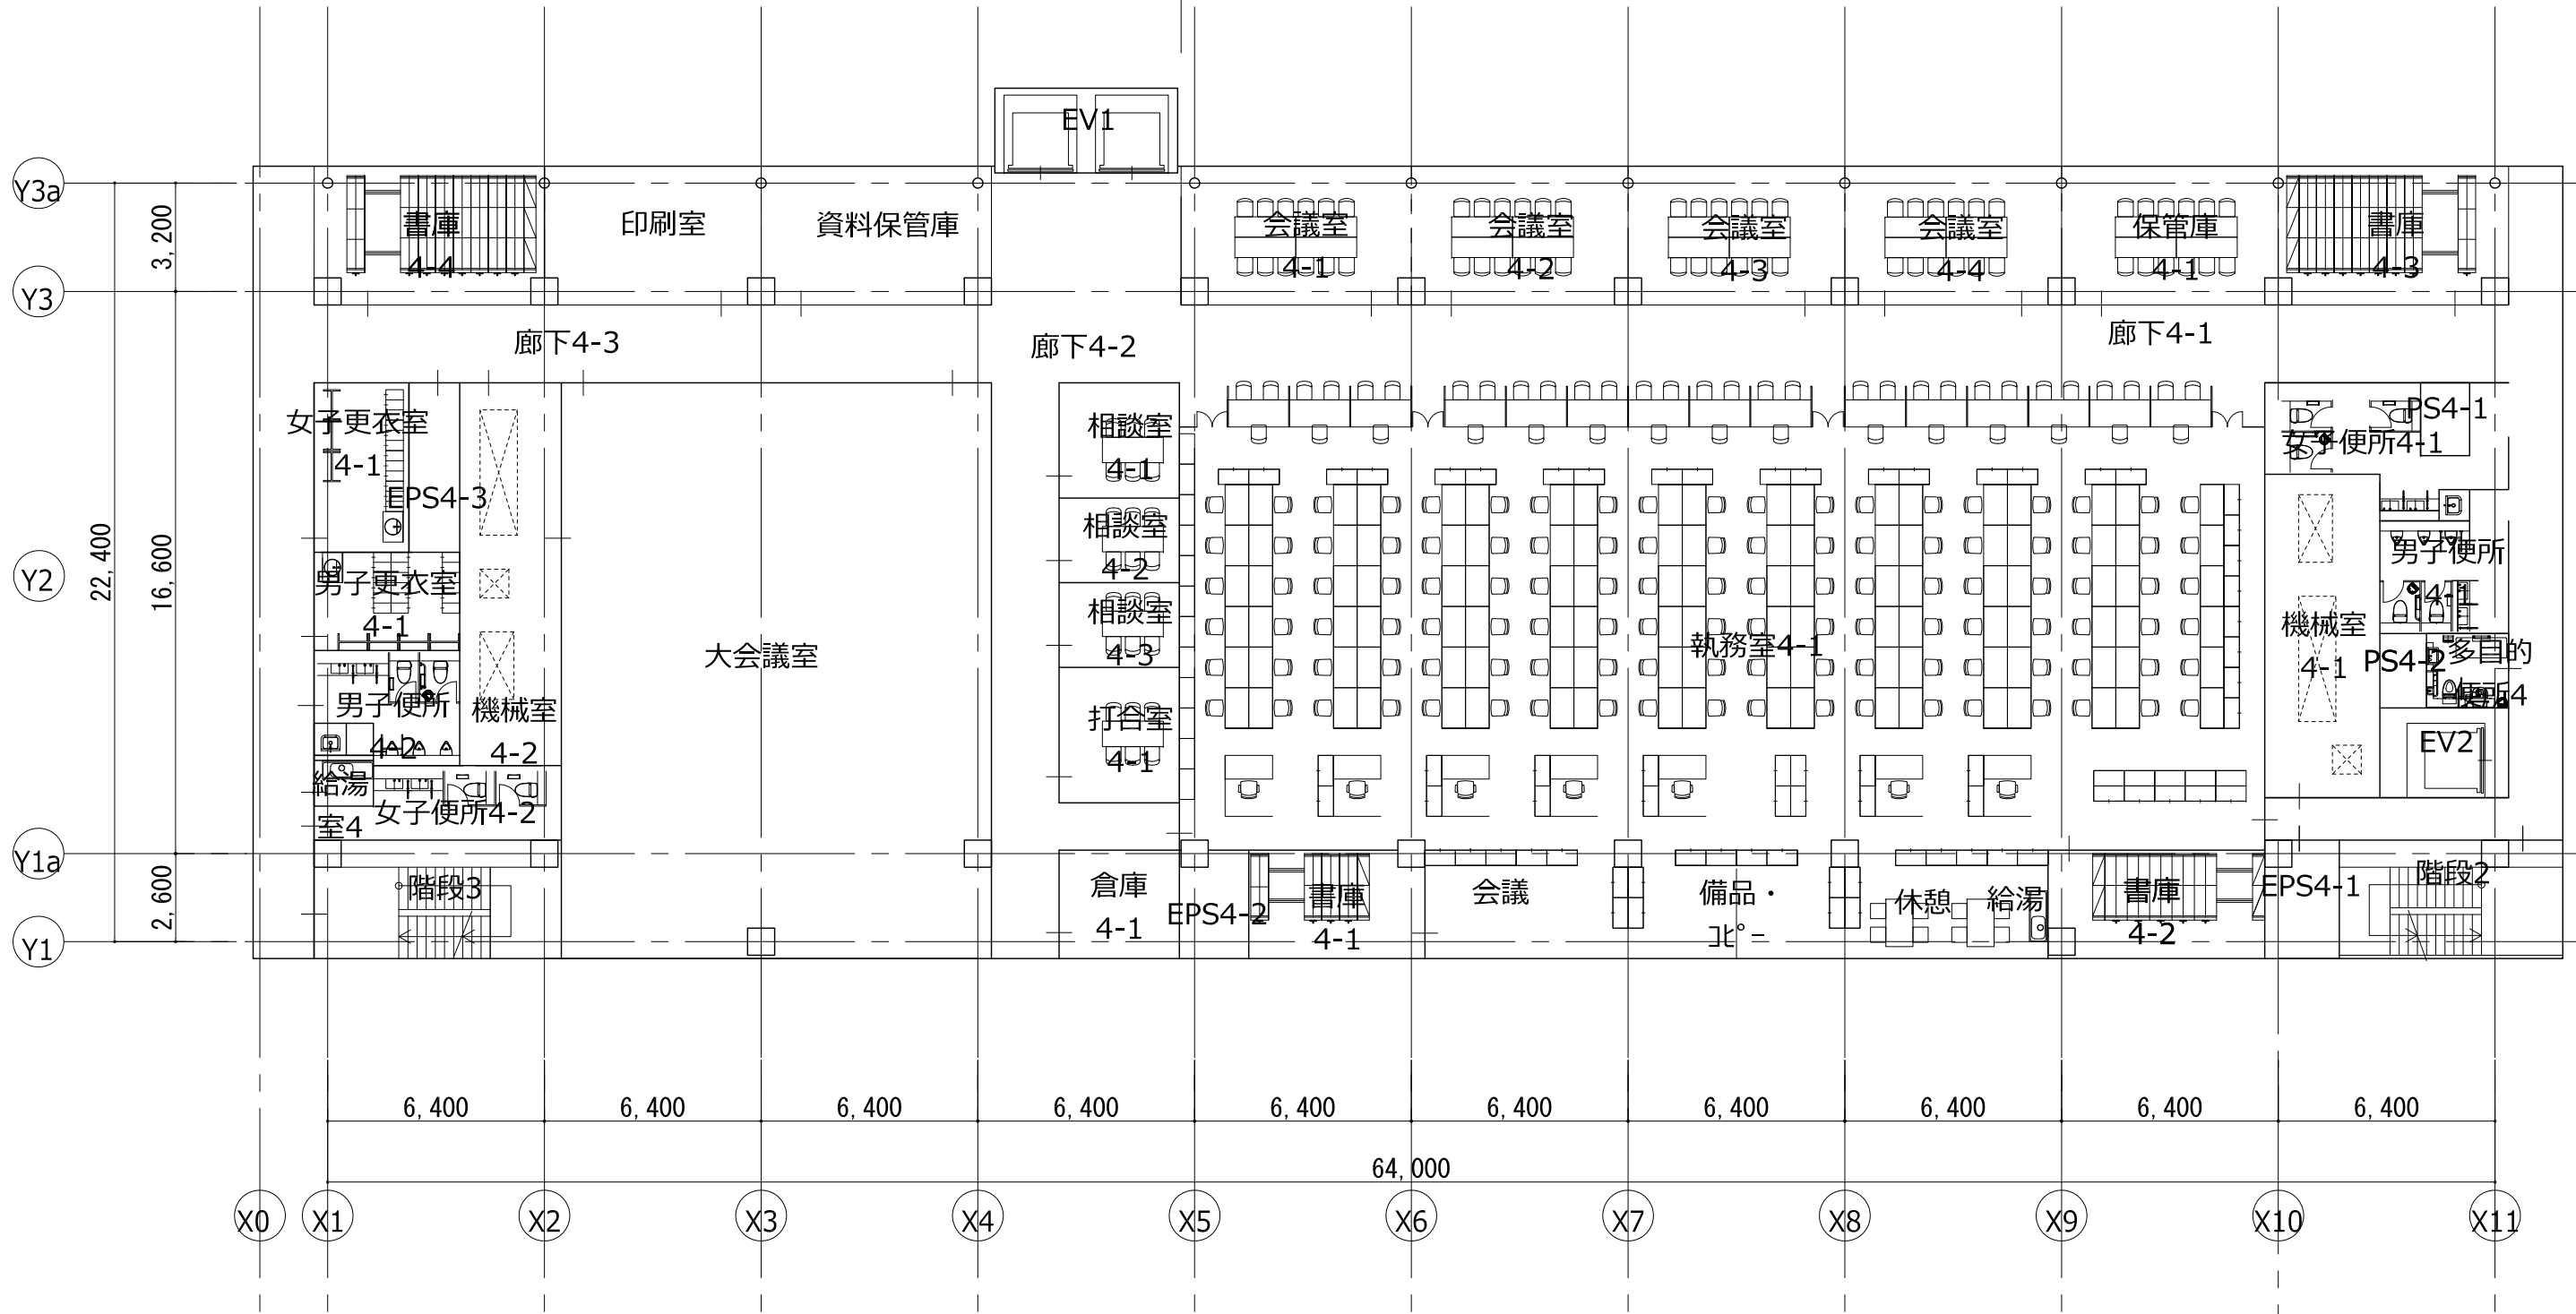 EV1
Y3a
3,200
書庫
4-4
印刷室
資料保管庫
会議室
4-1
会議室
4-2
会議室
4-3
会議室
4-4
保管庫
4-1
書庫
4-3
Y3
廊下4-3
廊下4-2
廊下4-1
女子更衣室
4-1
EPS4-3
相談室
4-1
PS4-1
女子便所4-1
22,400
16,600
Y2
男子更衣室
4-1
相談室
4-2
男子便所
4-1
相談室
4-3
大会議室
執務室4-1
機械室
4-1
PS4-2
多目的
便所4
男子便所
4-2
機械室
4-2
打合室
4-1
EV2
給湯
室4
女子便所4-2
Y1a
2,600
Y1
階段3
倉庫
4-1
EPS4-2
書庫
4-1
会議
備品・
コピー
休憩
給湯
書庫
4-2
EPS4-1
階段2
6,400
6,400
6,400
6,400
6,400
6,400
6,400
6,400
6,400
6,400
64,000
X0
X1
X2
X3
X4
X5
X6
X7
X8
X9
X10
X11